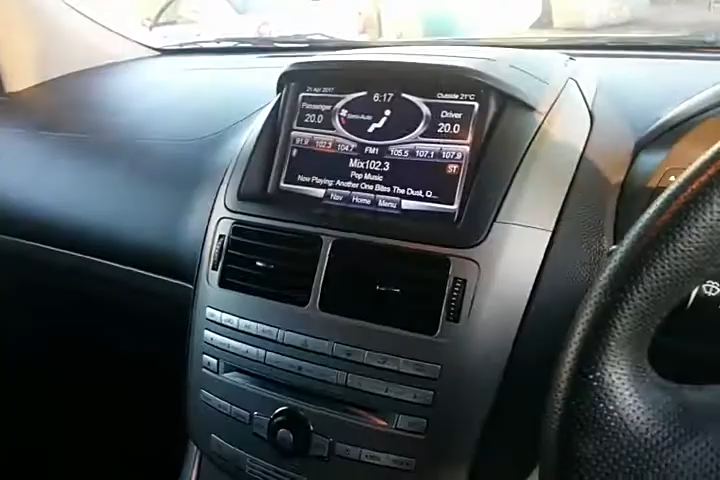 21 Apr 2017 6:17 Outside 21°C
Passenger Driver
20.0 Semi-Auto 20.0
91.9 102.3 104.7 FM1 105.5 107.1 107.9
Mix102.3 ST
Pop Music
Now Playing: Another One Bites The Dust, Q...
Nav Home Menu